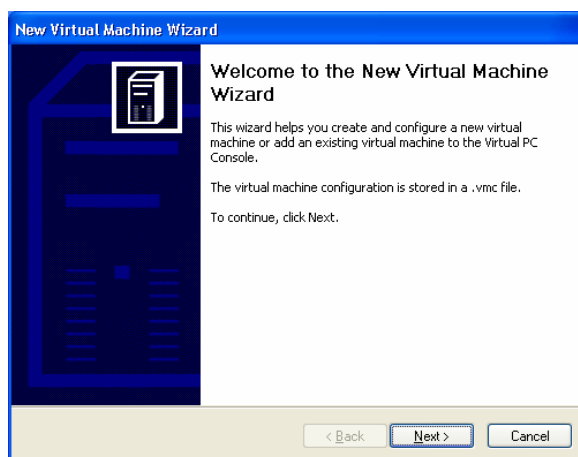 New Virtual Machine Wizard
Welcome to the New Virtual Machine
Wizard
This wizard helps you create and configure a new virtual
machine or add an existing virtual machine to the Virtual PC
Console.
The virtual machine configuration is stored in a .vmc file.
To continue, click Next.
< Back
Next >
Cancel